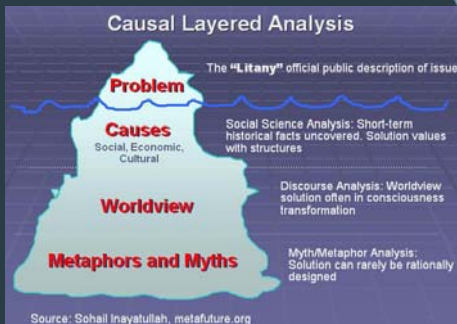 Causal Layered Analysis
Problem
The “Litany” official public description of issue
Causes
Social, Economic,
Cultural
Social Science Analysis: Short-term
historical facts uncovered. Solution values
with structures
Worldview
Discourse Analysis: Worldview
solution often in consciousness
transformation
Metaphors and Myths
Myth/Metaphor Analysis:
Solution can rarely be rationally
designed
Source: Sohail Inayatullah, metafuture.org